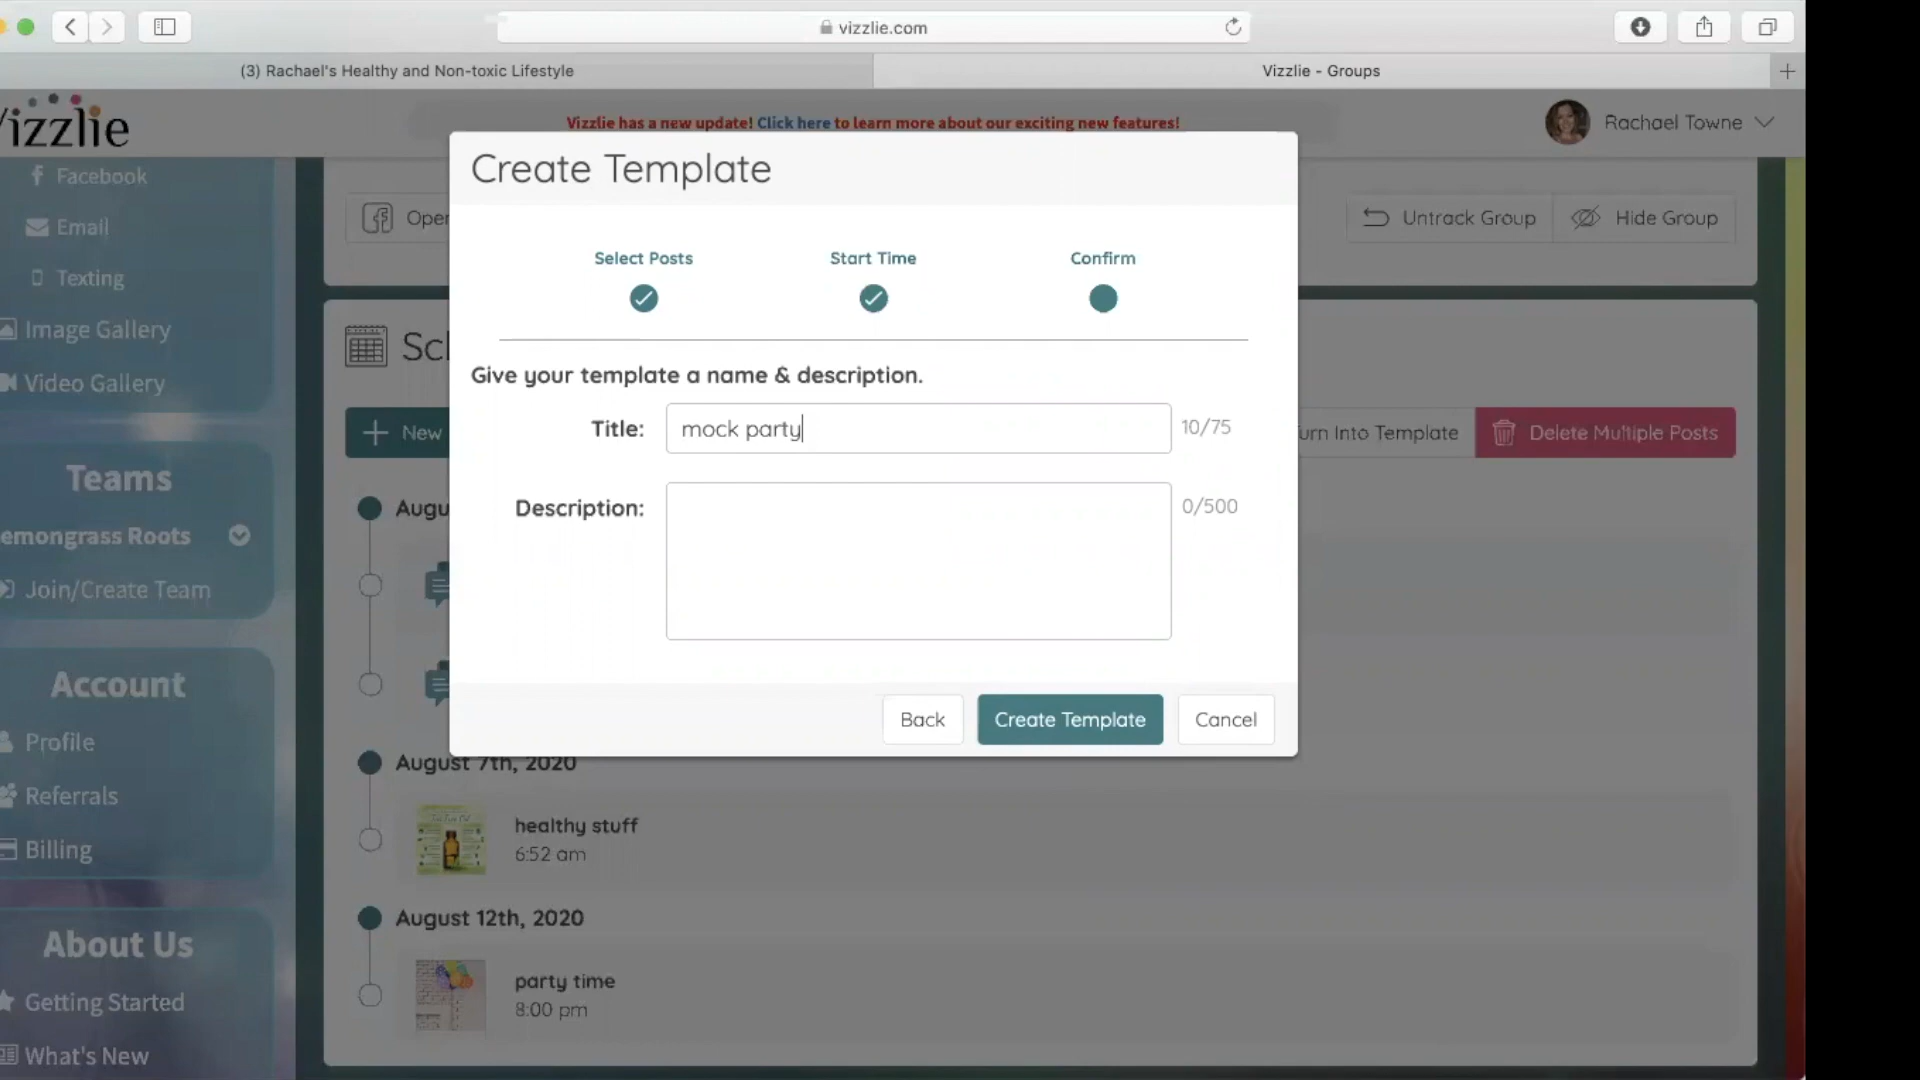 vizzlie.com
(3) Rachael's Healthy and Non-toxic Lifestyle
Vizzlie - Groups
Vizzlie
Vizzlie has a new update! Click here to learn more about our exciting new features!
Rachael Towne
Create Template
Facebook
Email
Texting
Image Gallery
Video Gallery
Teams
emongrass Roots
Join/Create Team
Account
Profile
Referrals
Billing
About Us
Getting Started
What's New
Oper
Untrack Group
Hide Group
Select Posts
Start Time
Confirm
Scl
Give your template a name & description.
Title:
mock party
10/75
New
urn Into Template
Delete Multiple Posts
Augu
Description:
0/500
Back
Create Template
Cancel
August 7th, 2020
healthy stuff
6:52 am
August 12th, 2020
party time
8:00 pm